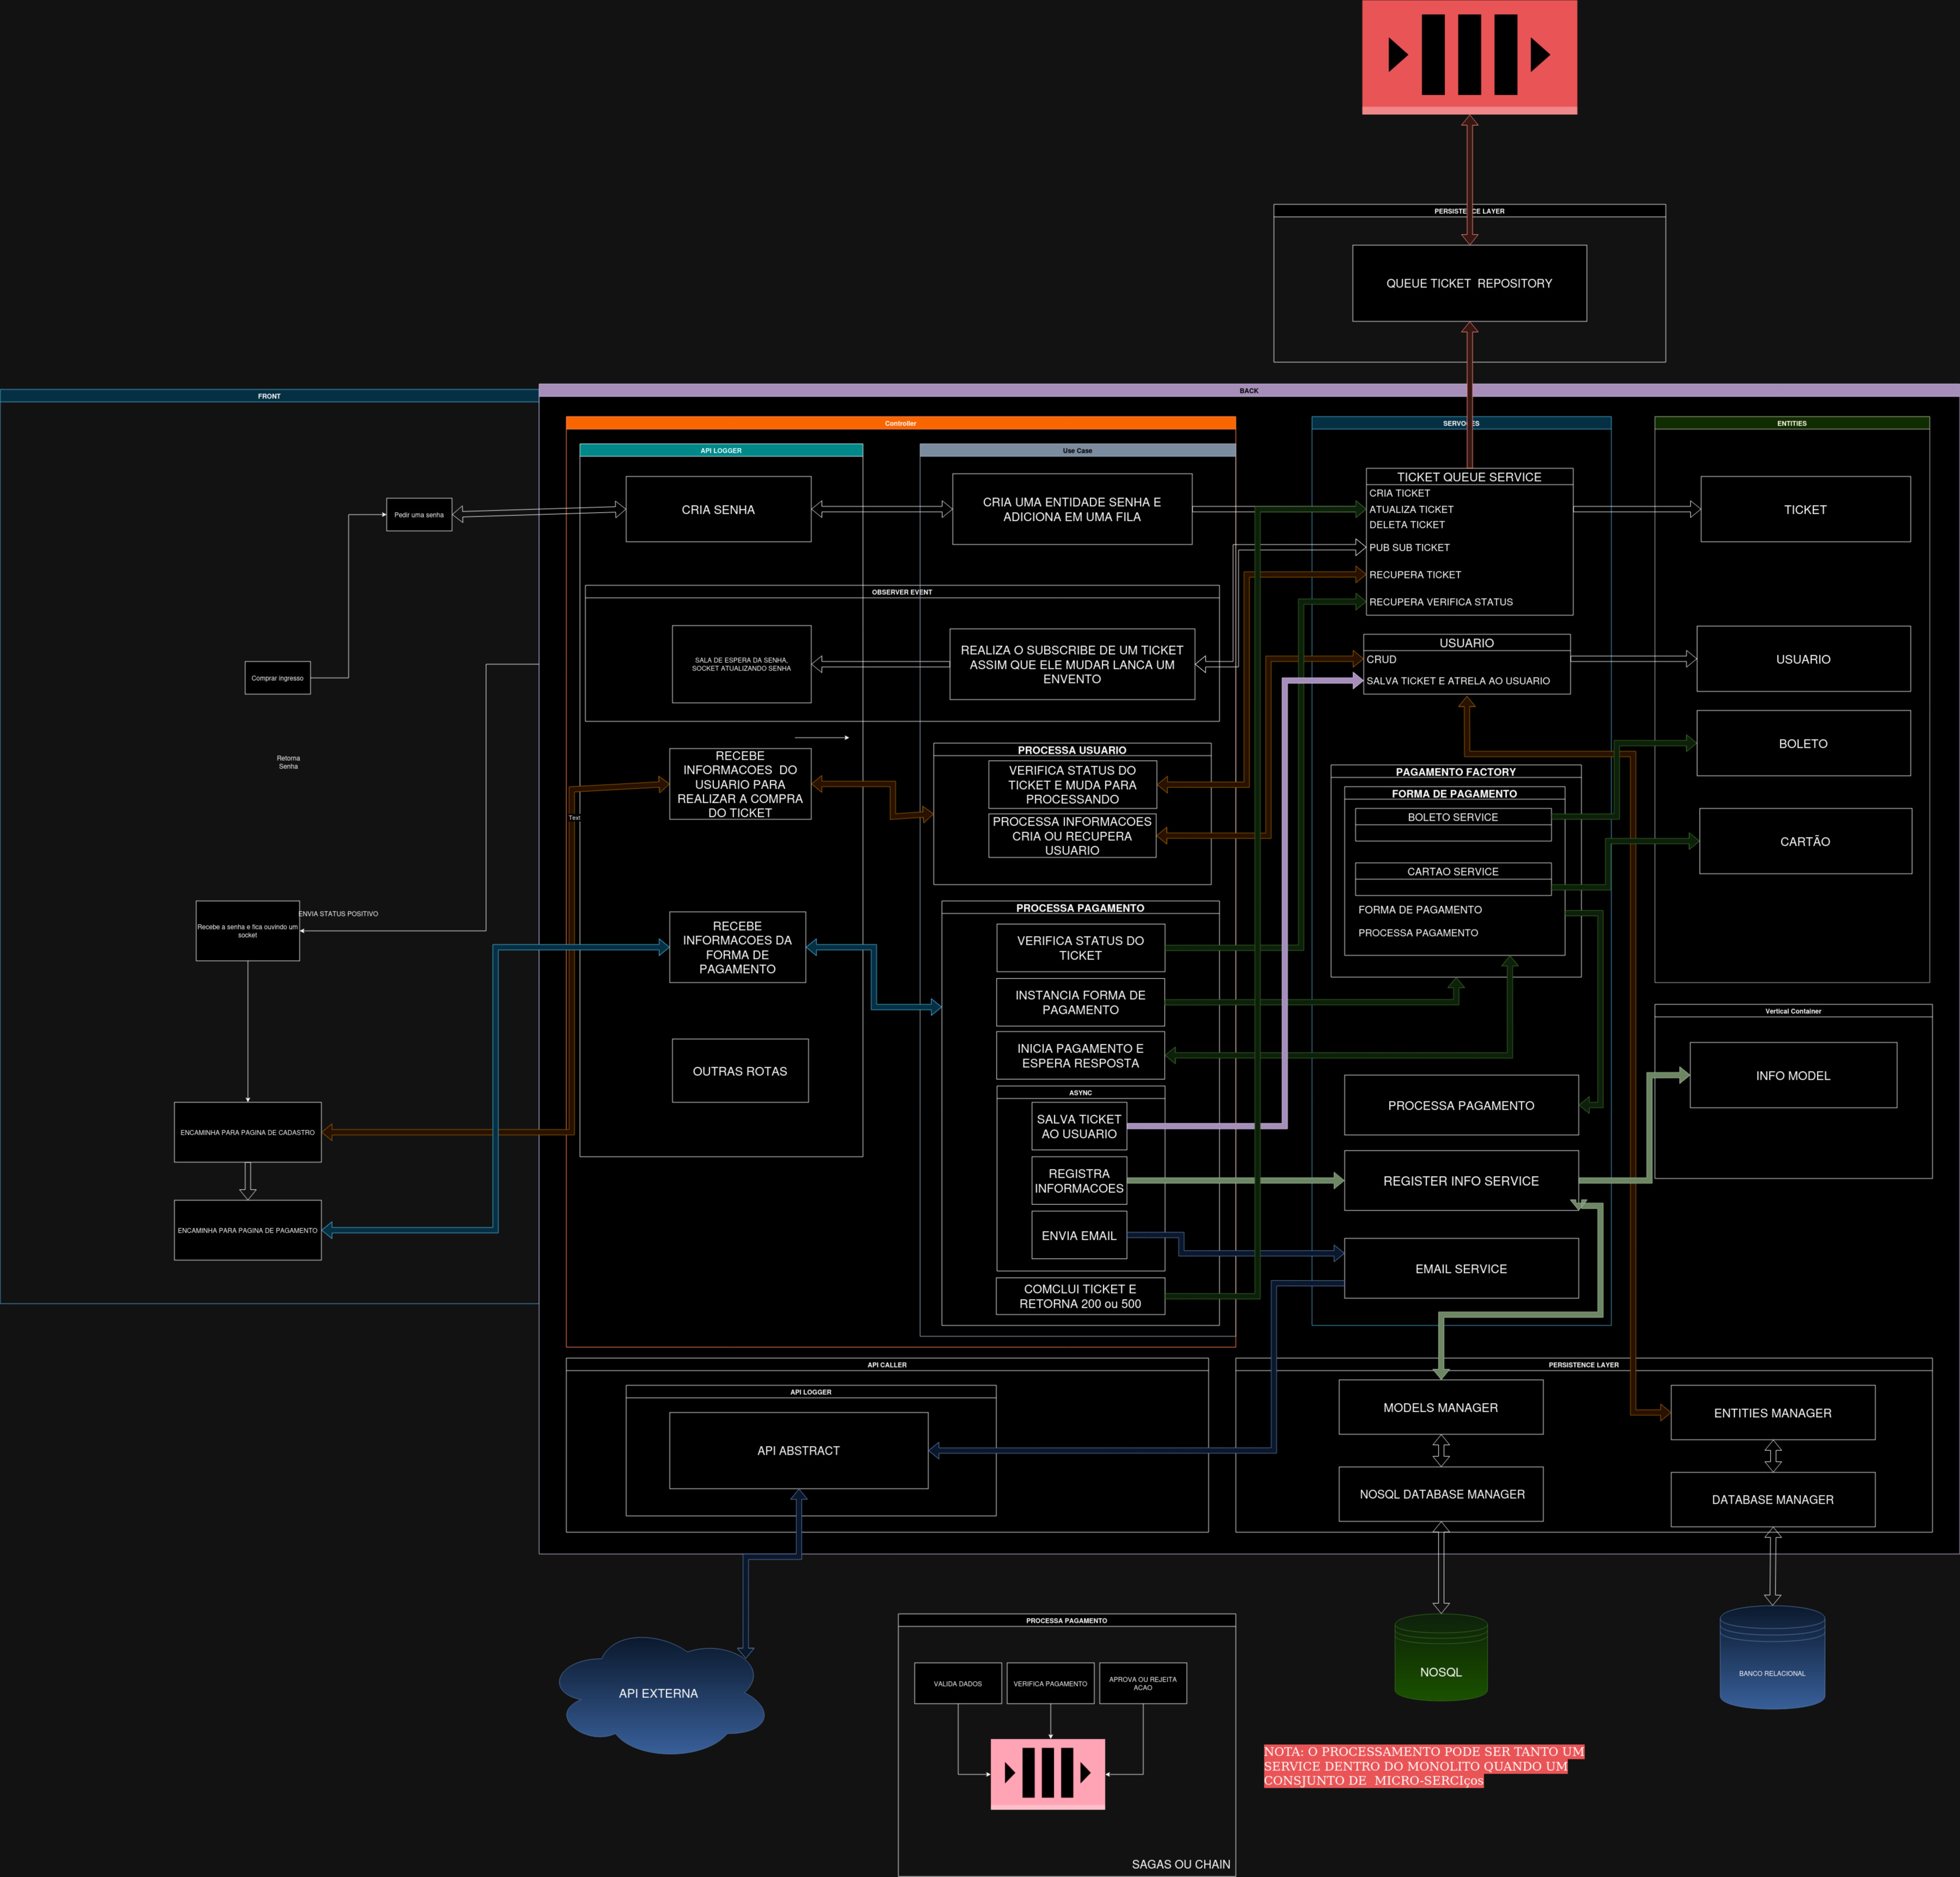 PERSISTENCE LAYER
QUEUE TICKET  REPOSITORY
FRONT
Pedir uma senha
Comprar ingresso
Retorna
Senha
ENVIA STATUS POSITIVO
Recebe a senha e fica ouvindo um
socket
ENCAMINHA PARA PAGINA DE CADASTRO
ENCAMINHA PARA PAGINA DE PAGAMENTO
BACK
Controller
API LOGGER
CRIA SENHA
Use Case
CRIA UMA ENTIDADE SENHA E
ADICIONA EM UMA FILA
OBSERVER EVENT
SALA DE ESPERA DA SENHA,
SOCKET ATUALIZANDO SENHA
REALIZA O SUBSCRIBE DE UM TICKET
ASSIM QUE ELE MUDAR LANCA UM
ENVENTO
RECEBE
INFORMACOES  DO
USUARIO PARA
REALIZAR A COMPRA
DO TICKET
Text
PROCESSA USUARIO
VERIFICA STATUS DO
TICKET E MUDA PARA
PROCESSANDO
PROCESSA INFORMACOES
CRIA OU RECUPERA
USUARIO
RECEBE
INFORMACOES DA
FORMA DE
PAGAMENTO
OUTRAS ROTAS
PROCESSA PAGAMENTO
VERIFICA STATUS DO
TICKET
INSTANCIA FORMA DE
PAGAMENTO
INICIA PAGAMENTO E
ESPERA RESPOSTA
ASYNC
SALVA TICKET
AO USUARIO
REGISTRA
INFORMACOES
ENVIA EMAIL
COMCLUI TICKET E
RETORNA 200 ou 500
TICKET QUEUE SERVICE
CRIA TICKET
ATUALIZA TICKET
DELETA TICKET
PUB SUB TICKET
RECUPERA TICKET
RECUPERA VERIFICA STATUS
USUARIO
CRUD
SALVA TICKET E ATRELA AO USUARIO
PAGAMENTO FACTORY
FORMA DE PAGAMENTO
BOLETO SERVICE
CARTAO SERVICE
FORMA DE PAGAMENTO
PROCESSA PAGAMENTO
PROCESSA PAGAMENTO
REGISTER INFO SERVICE
EMAIL SERVICE
ENTITIES
TICKET
USUARIO
BOLETO
CARTÃO
Vertical Container
INFO MODEL
API CALLER
API LOGGER
API ABSTRACT
PERSISTENCE LAYER
MODELS MANAGER
NOSQL DATABASE MANAGER
ENTITIES MANAGER
DATABASE MANAGER
API EXTERNA
PROCESSA PAGAMENTO
VALIDA DADOS
VERIFICA PAGAMENTO
APROVA OU REJEITA
ACAO
SAGAS OU CHAIN
NOSQL
BANCO RELACIONAL
NOTA: O PROCESSAMENTO PODE SER TANTO UM
SERVICE DENTRO DO MONOLITO QUANDO UM
CONSJUNTO DE  MICRO-SERCIços